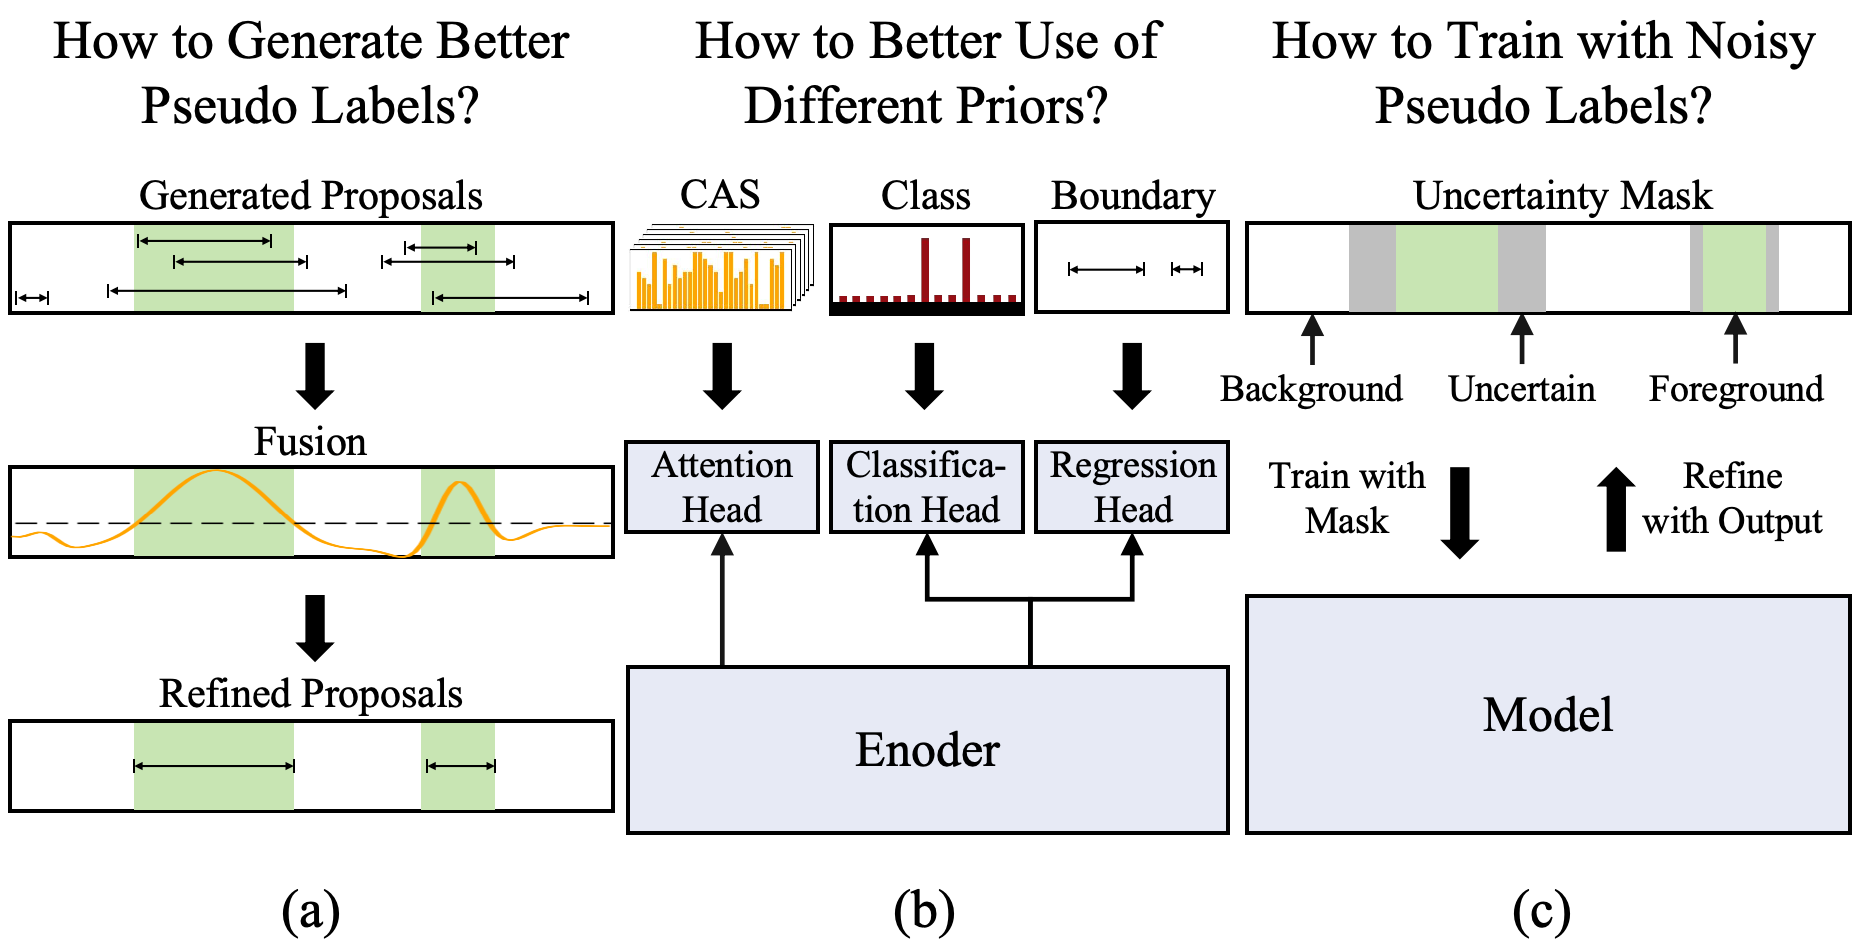 How to Generate Better
Pseudo Labels?
Generated Proposals
Fusion
Refined Proposals
(a)
How to Better Use of
Different Priors?
CAS
Class
Boundary
Attention
Head
Classifica-
tion Head
Regression
Head
Enoder
(b)
How to Train with Noisy
Pseudo Labels?
Uncertainty Mask
Background
Uncertain
Foreground
Train with
Mask
Refine
with Output
Model
(c)